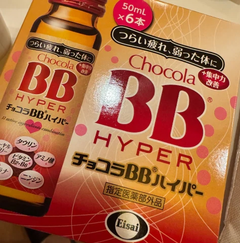 50mL
×6本
つらい疲れ、弱った体に
Chocola
+集中力
改善
BB
HYPER
チョコラBBハイパー
指定医薬部外品
Eisai
つらい疲れ、弱った体に
Chocola
BB
HYPER
チョコラBBハイパー
タウリン
アミノ酸
ニンジン